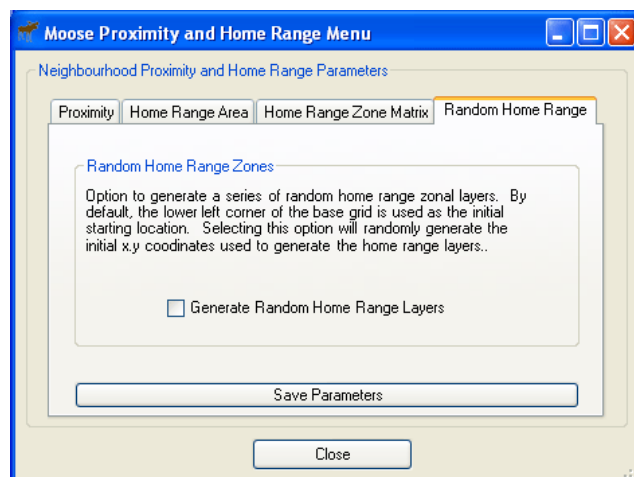 Moose Proximity and Home Range Menu
Neighbourhood Proximity and Home Range Parameters
Proximity Home Range Area Home Range Zone Matrix Random Home Range
Random Home Range Zones
Option to generate a series of random home range zonal layers. By
default, the lower left corner of the base grid is used as the initial
starting location. Selecting this option will randomly generate the
initial x.y coodinates used to generate the home range layers..
Generate Random Home Range Layers
Save Parameters
Close